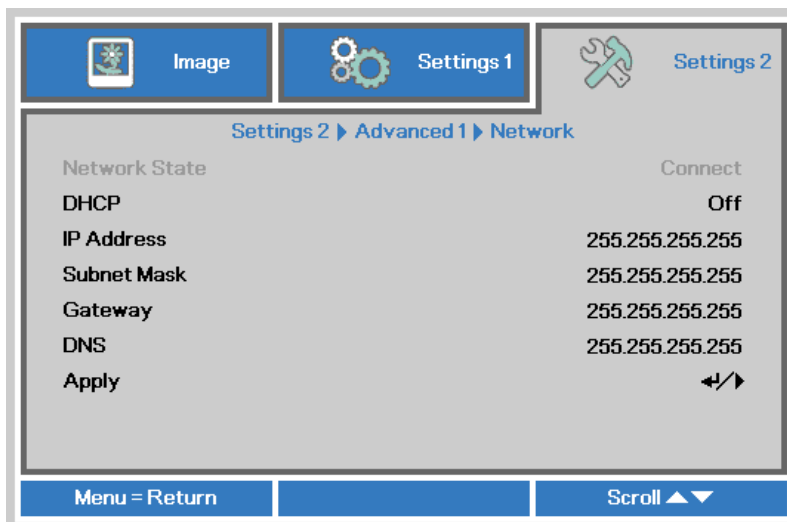 Image
Settings 1
Settings 2
Settings 2 ▶ Advanced 1 ▶ Network
Network State Connect
DHCP Off
IP Address 255.255.255.255
Subnet Mask 255.255.255.255
Gateway 255.255.255.255
DNS 255.255.255.255
Apply ↵/▶
Menu = Return
Scroll ▲▼